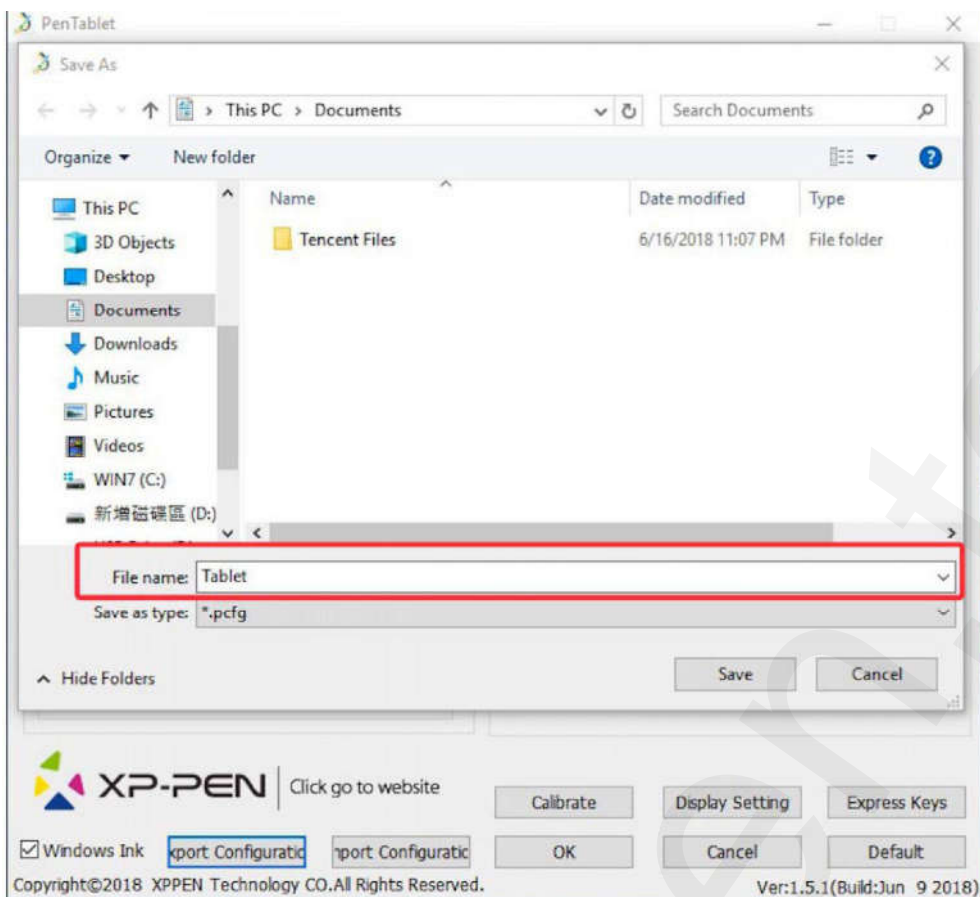 PenTablet
Save As
This PC > Documents
Search Documents
Organize
New folder
Name
Date modified
Type
This PC
Tencent Files
6/16/2018 11:07 PM
File folder
3D Objects
Desktop
Documents
Downloads
Music
Pictures
Videos
WIN7 (C:)
新增磁碟區 (D:)
File name: Tablet
Save as type: *.pcfg
Hide Folders
Save
Cancel
XP-PEN
Click go to website
Calibrate
Display Setting
Express Keys
Windows Ink
xport Configuratic
nport Configuratic
OK
Cancel
Default
Copyright©2018 XPPEN Technology CO.All Rights Reserved.
Ver:1.5.1(Build:Jun 9 2018)